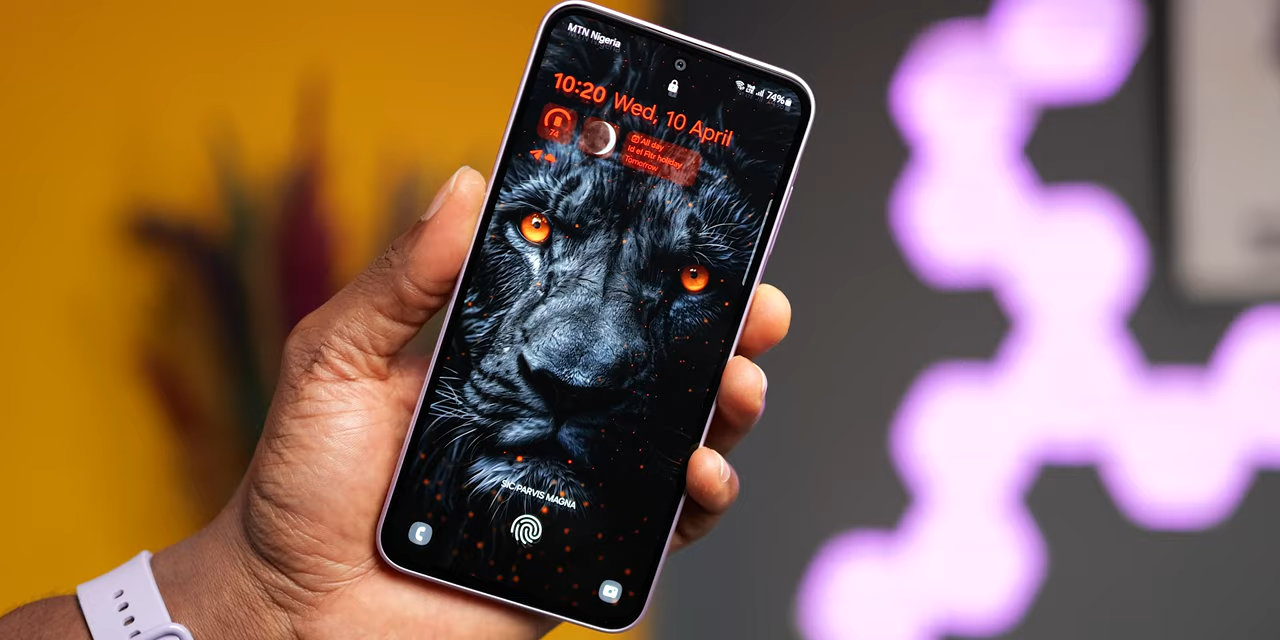 MTN Nigeria
74%
10:20 Wed, 10 April
74
All day
Id el Fitr holiday
Tomorrow
SIC PARVIS MAGNA